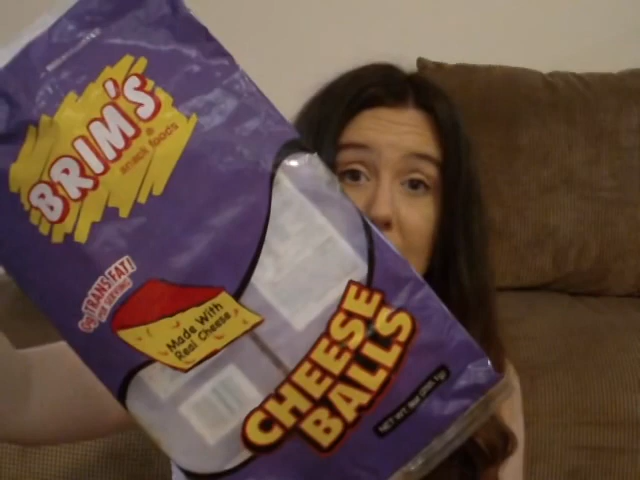 BRIM'S
snack foods
0g TRANS FAT!
PER SERVING
Made With
Real Cheese
CHEESE
BALLS